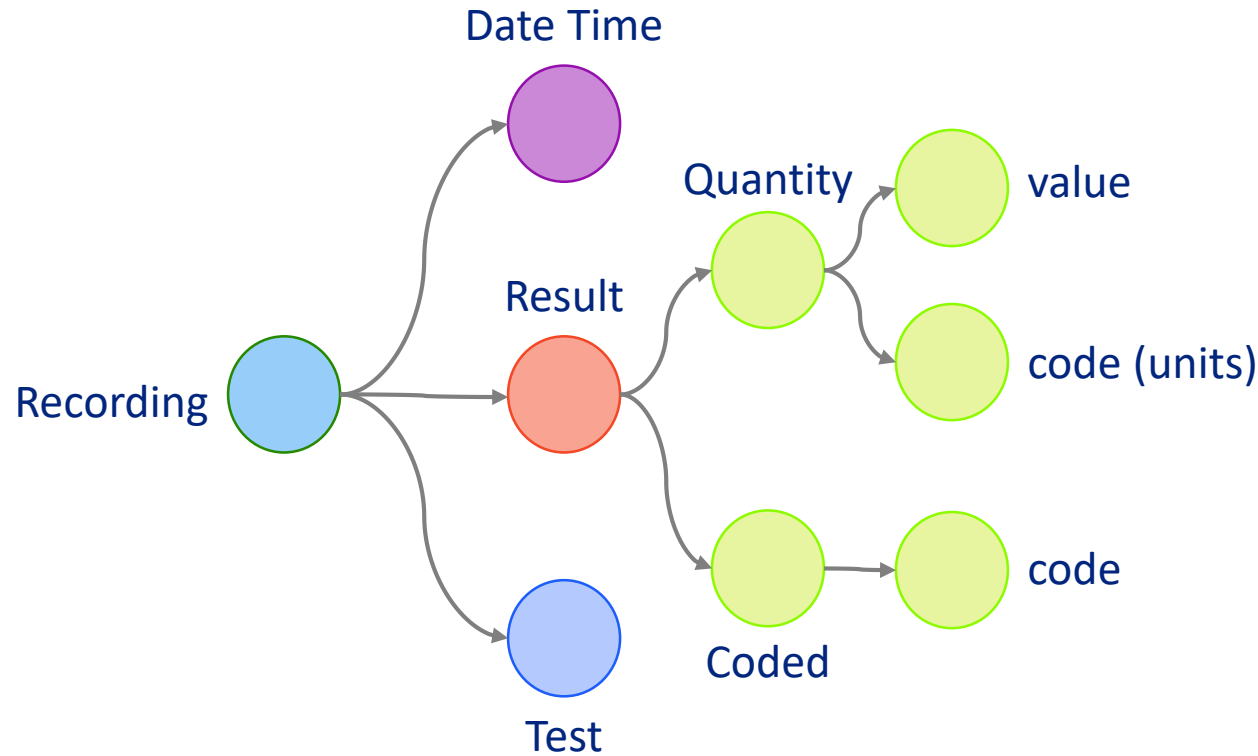 Date Time
Quantity
value
Result
code (units)
Recording
code
Coded
Test